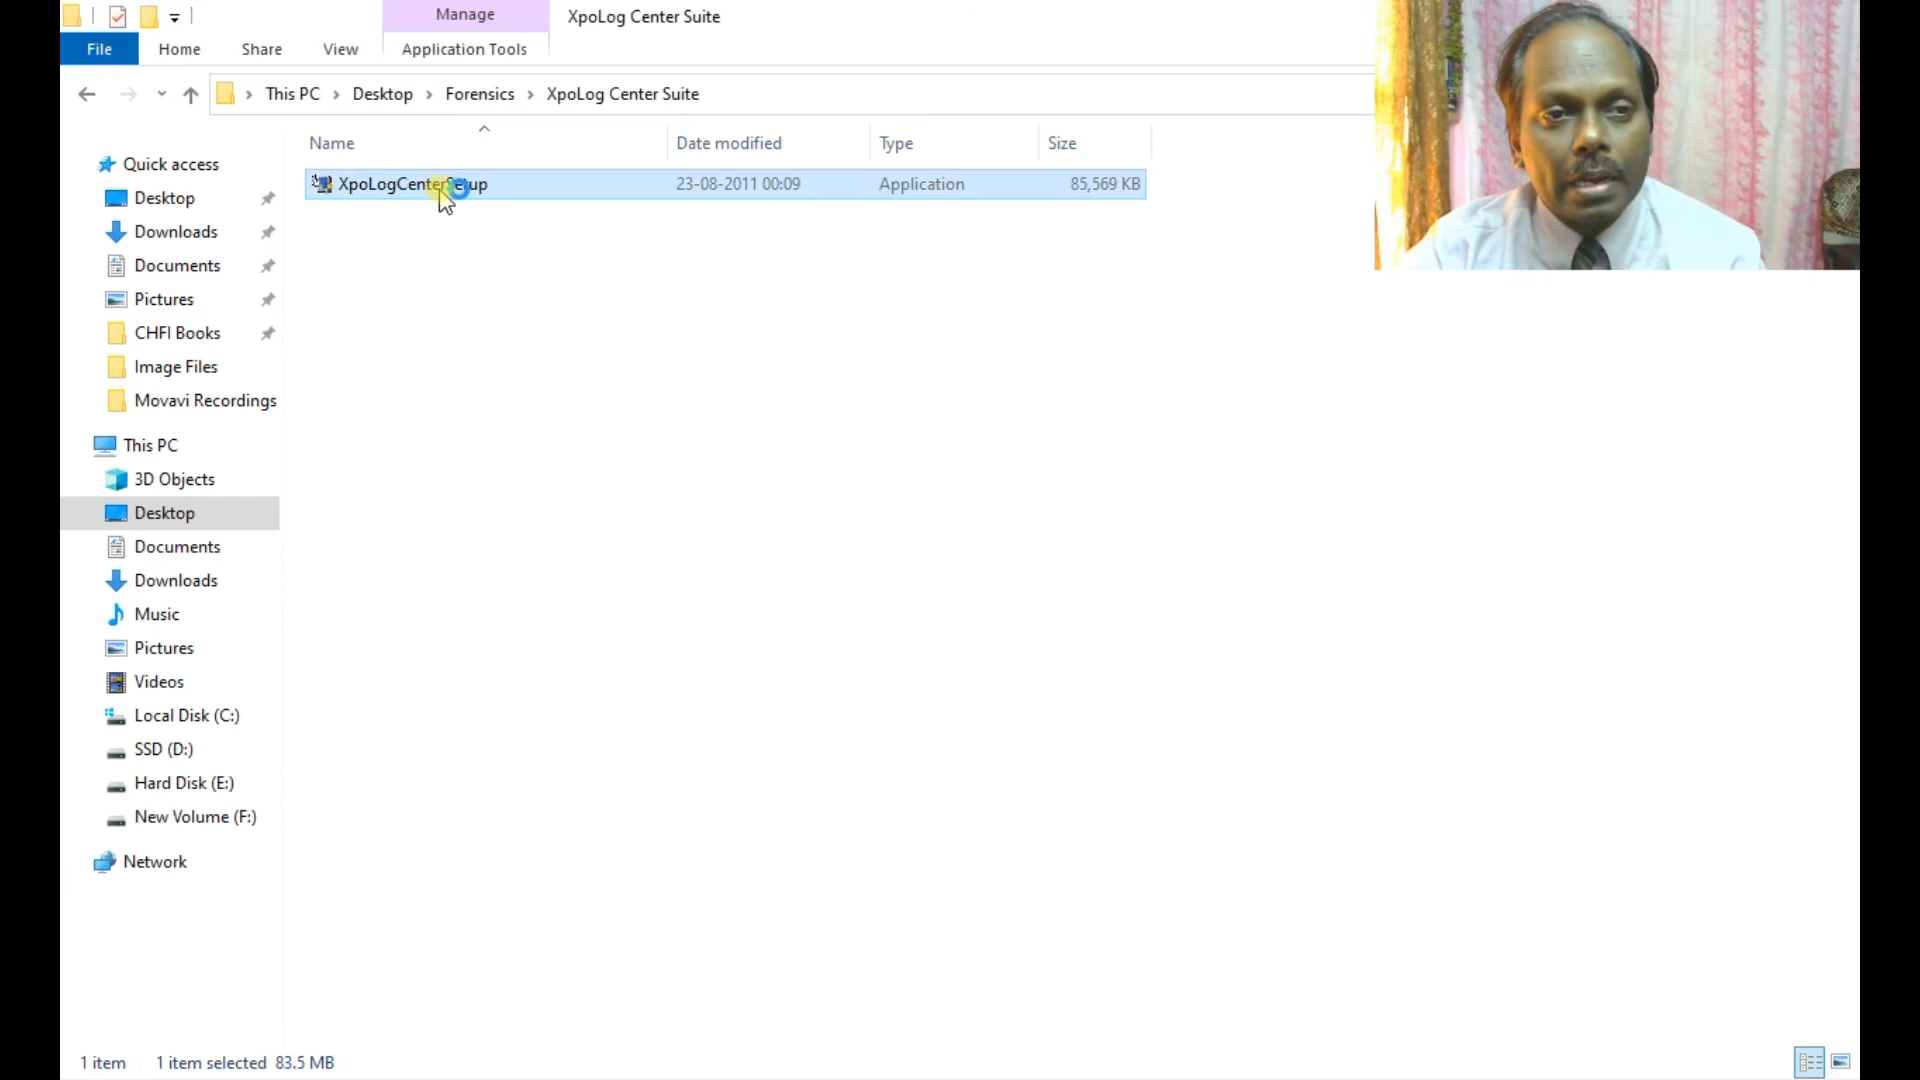 Manage
XpoLog Center Suite
File
Home
Share
View
Application Tools
This PC
Desktop
Forensics
XpoLog Center Suite
Name
Date modified
Type
Size
XpoLogCenterSetup
23-08-2011 00:09
Application
85,569 KB
Quick access
Desktop
Downloads
Documents
Pictures
CHFI Books
Image Files
Movavi Recordings
This PC
3D Objects
Desktop
Documents
Downloads
Music
Pictures
Videos
Local Disk (C:)
SSD (D:)
Hard Disk (E:)
New Volume (F:)
Network
1 item
1 item selected 83.5 MB